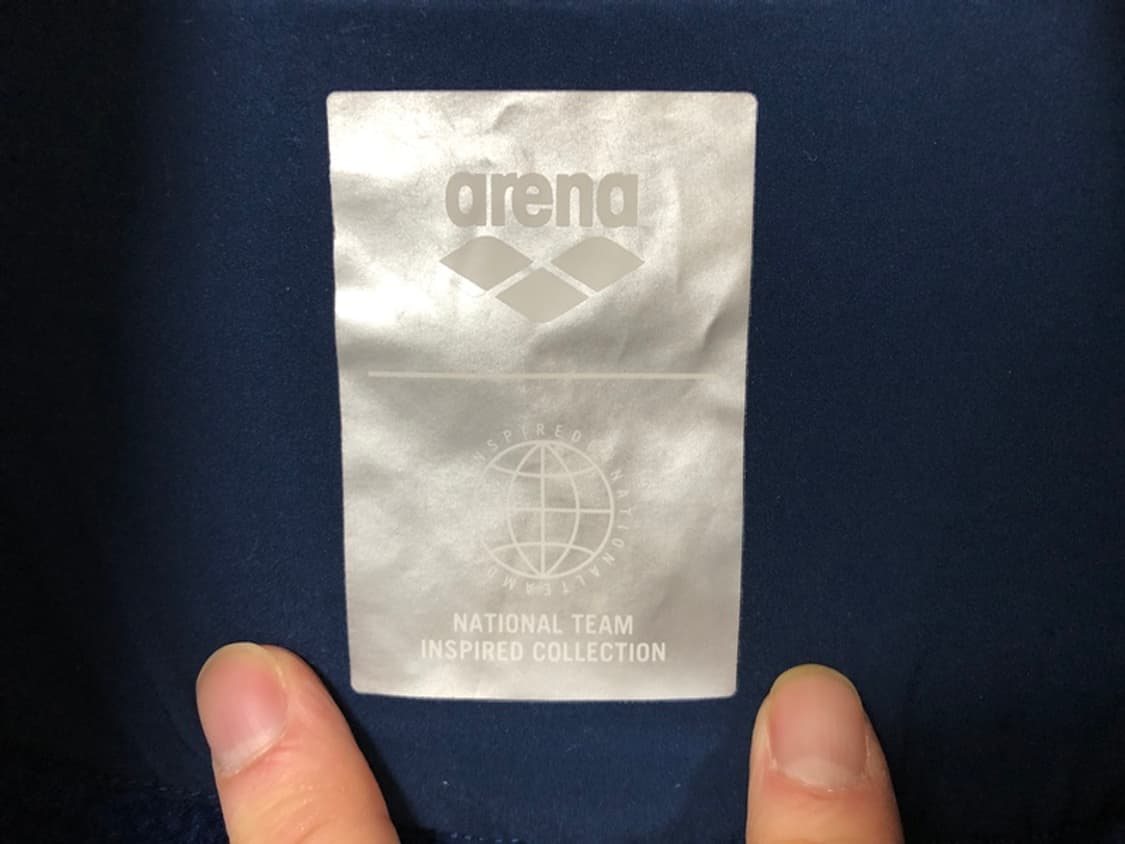 arena
INSPIRED
NATIONAL TEAM
NATIONAL TEAM
INSPIRED COLLECTION